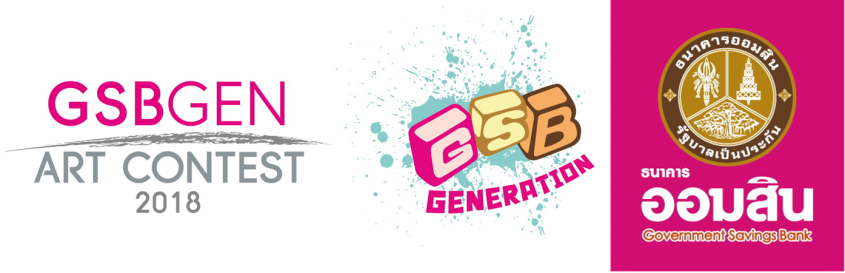 GSBGEN
ART CONTEST
2018
GSB
GENERATION
ธนาคารออมสิน
รัฐบาลเป็นประกัน
ธนาคาร
ออมสิน
Government Savings Bank